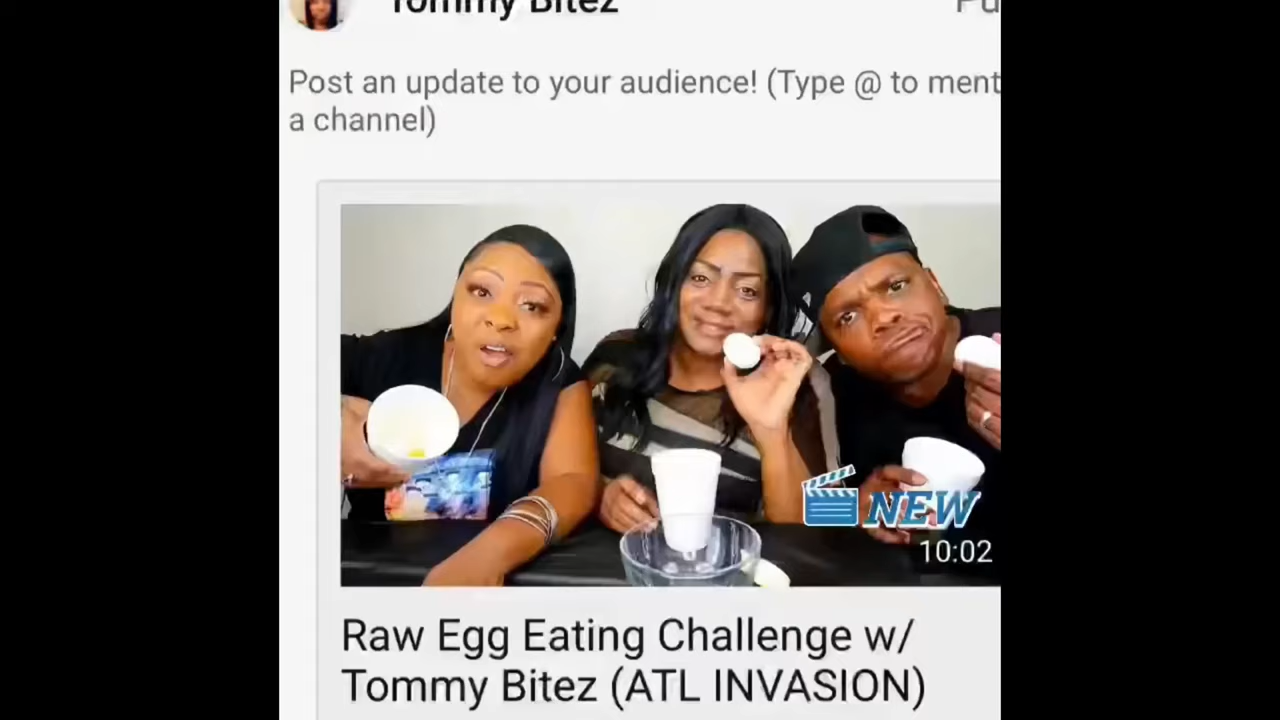 Tommy Bitez
Post an update to your audience! (Type @ to ment
a channel)
NEW
10:02
Raw Egg Eating Challenge w/
Tommy Bitez (ATL INVASION)